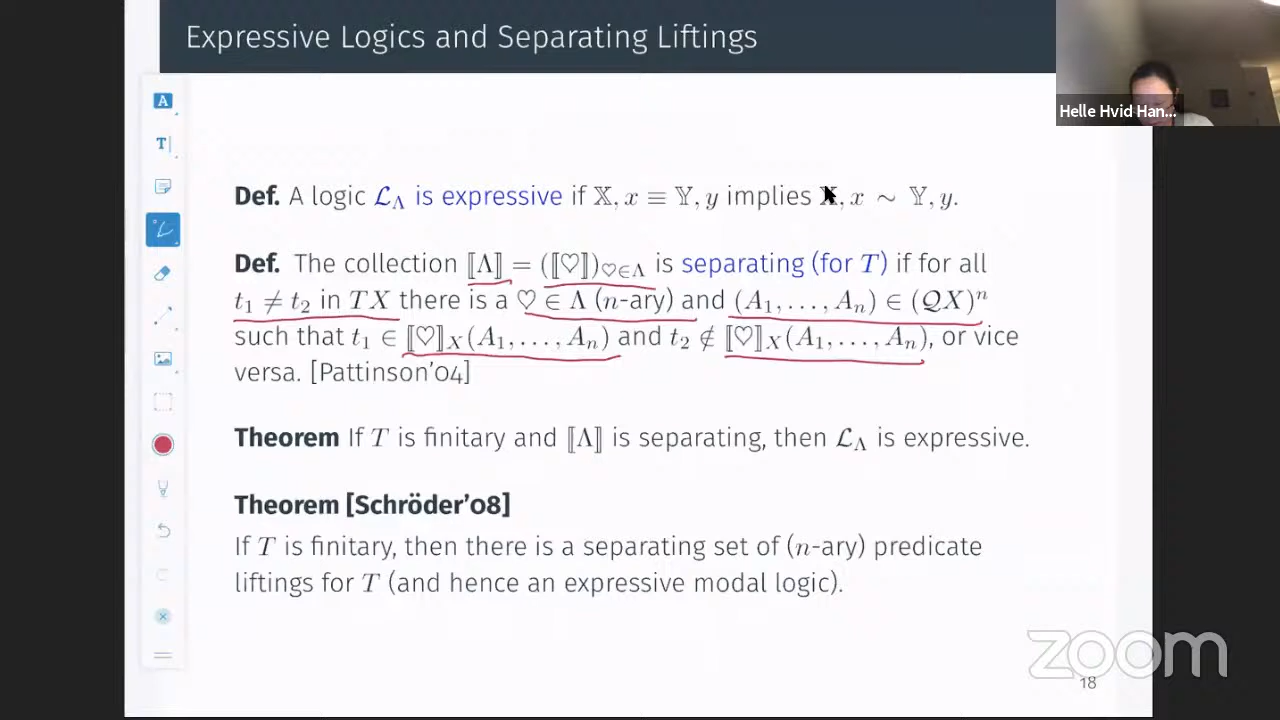 Expressive Logics and Separating Liftings
Helle Hvid Han...
A
T
Def. A logic ℒ_Λ is expressive if 𝕏, x ≡ 𝕐, y implies 𝕏, x ∼ 𝕐, y.
Def. The collection ⟦Λ⟧ = (⟦♡⟧)_{♡∈Λ} is separating (for T) if for all
t₁ ≠ t₂ in TX there is a ♡ ∈ Λ (n-ary) and (A₁, …, Aₙ) ∈ (𝒬X)ⁿ
such that t₁ ∈ ⟦♡⟧_X(A₁, …, Aₙ) and t₂ ∉ ⟦♡⟧_X(A₁, …, Aₙ), or vice
versa. [Pattinson'04]
Theorem If T is finitary and ⟦Λ⟧ is separating, then ℒ_Λ is expressive.
Theorem [Schröder'08]
If T is finitary, then there is a separating set of (n-ary) predicate
liftings for T (and hence an expressive modal logic).
zoom
18